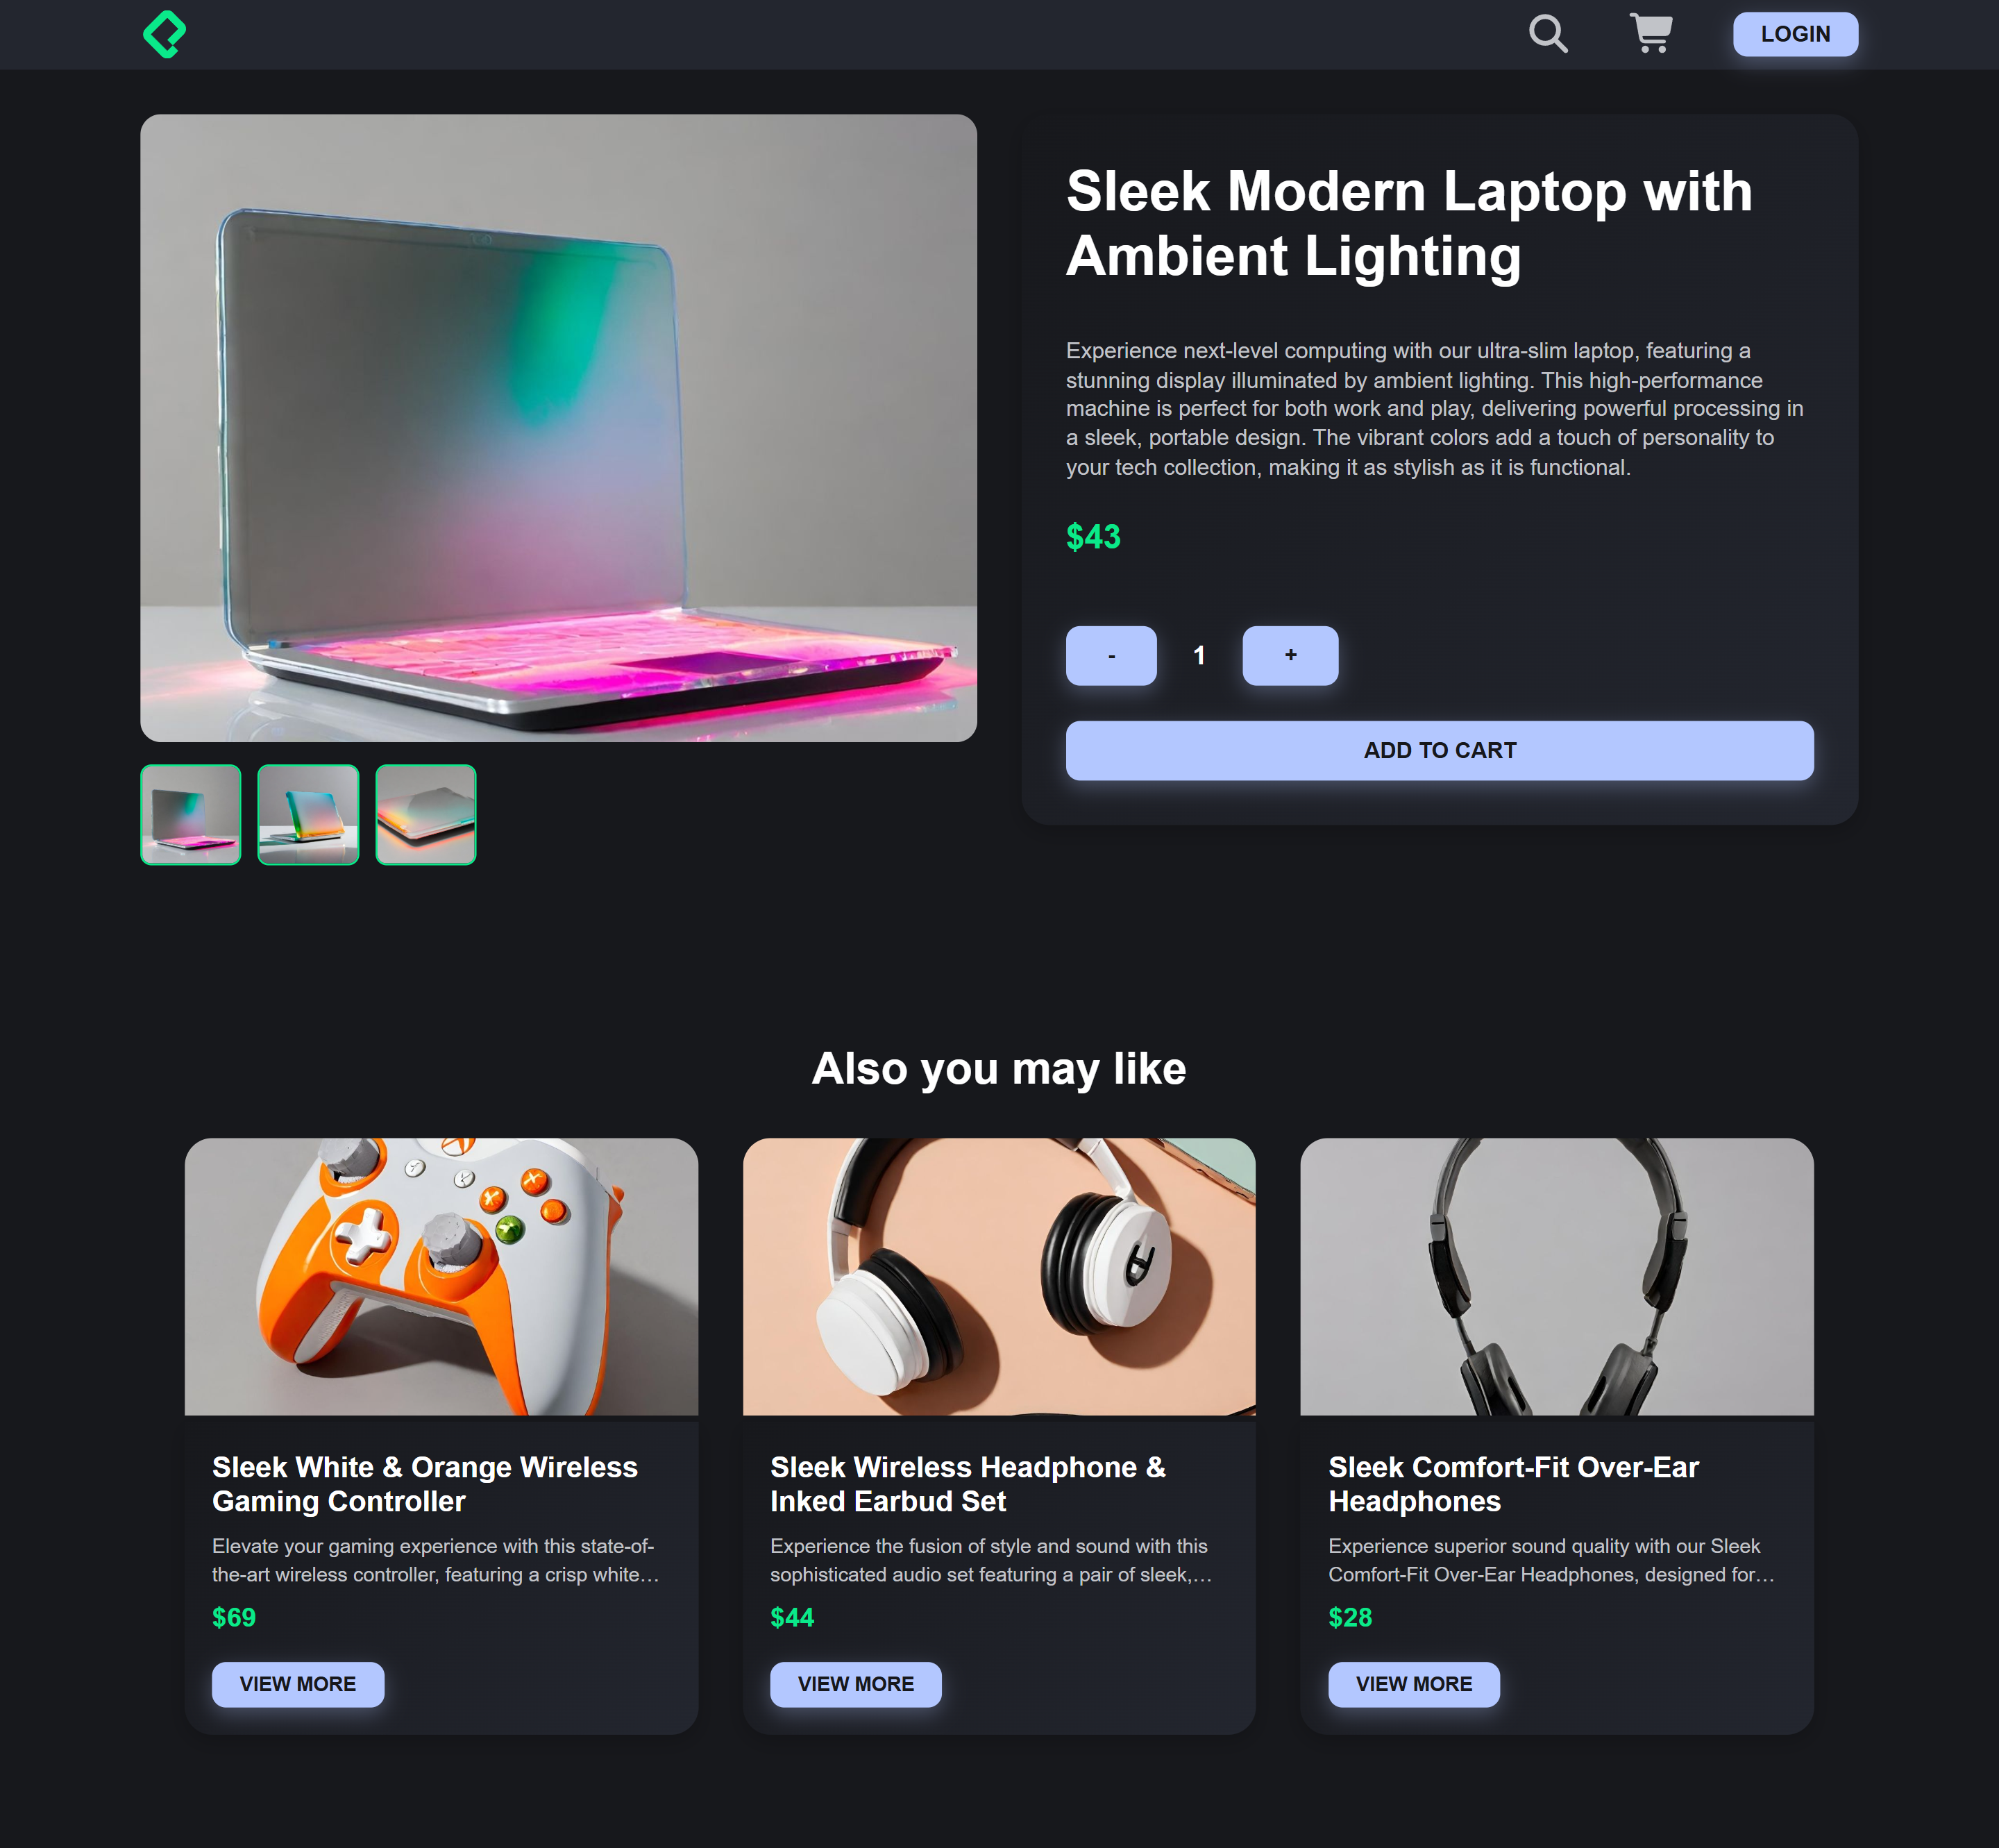 LOGIN
Sleek Modern Laptop with
Ambient Lighting
Experience next-level computing with our ultra-slim laptop, featuring a
stunning display illuminated by ambient lighting. This high-performance
machine is perfect for both work and play, delivering powerful processing in
a sleek, portable design. The vibrant colors add a touch of personality to
your tech collection, making it as stylish as it is functional.
$43
- 1 +
ADD TO CART
Also you may like
Sleek White & Orange Wireless
Gaming Controller
Elevate your gaming experience with this state-of-
the-art wireless controller, featuring a crisp white...
$69
VIEW MORE
Sleek Wireless Headphone &
Inked Earbud Set
Experience the fusion of style and sound with this
sophisticated audio set featuring a pair of sleek,...
$44
VIEW MORE
Sleek Comfort-Fit Over-Ear
Headphones
Experience superior sound quality with our Sleek
Comfort-Fit Over-Ear Headphones, designed for...
$28
VIEW MORE